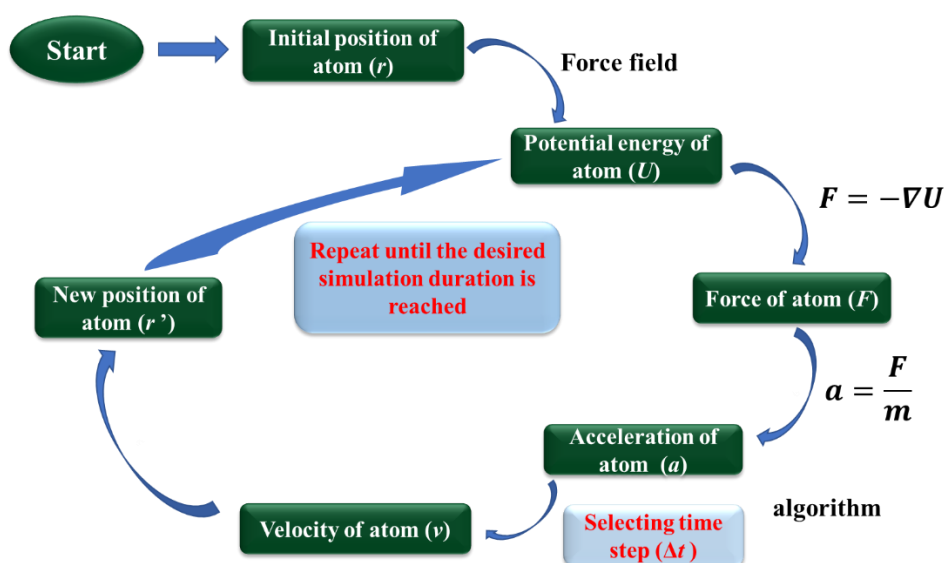 Start
Initial position of
atom (r)
Force field
Potential energy of
atom (U)
F = −∇U
Repeat until the desired
simulation duration is
reached
New position of
atom (r ’)
Force of atom (F)
a = F/m
Acceleration of
atom (a)
algorithm
Velocity of atom (v)
Selecting time
step (Δt )